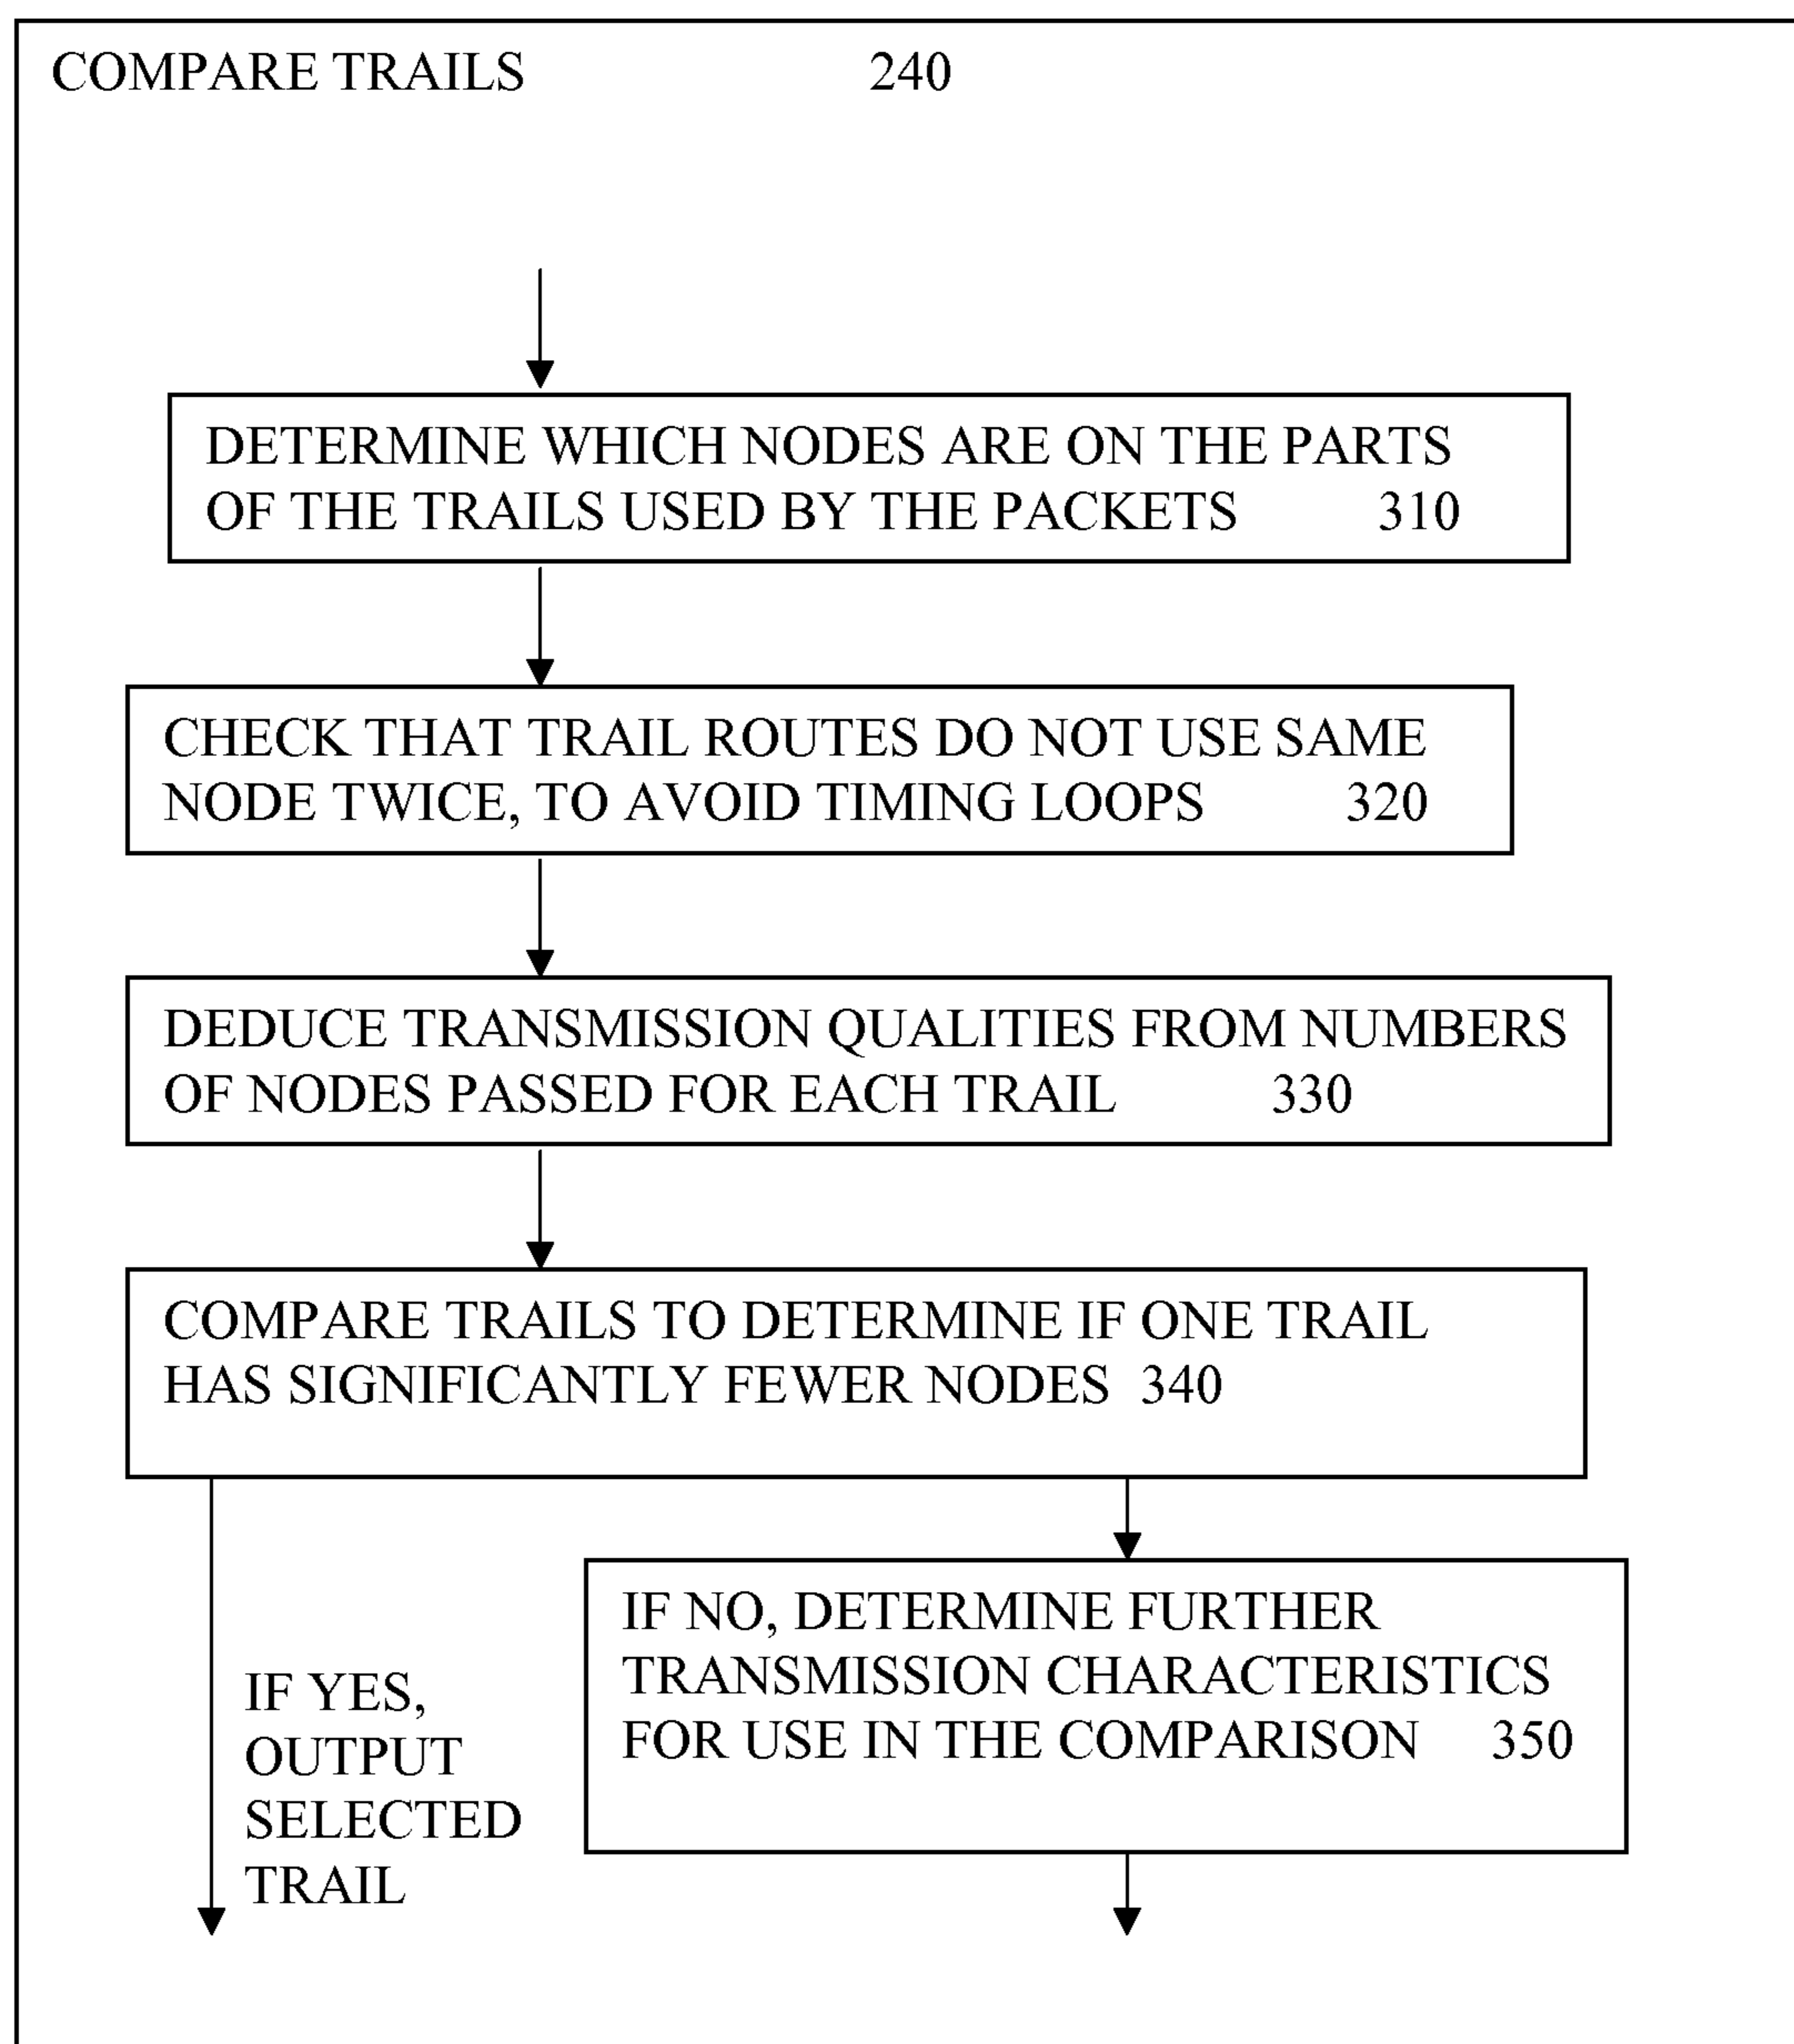 COMPARE TRAILS 240
DETERMINE WHICH NODES ARE ON THE PARTS
OF THE TRAILS USED BY THE PACKETS 310
CHECK THAT TRAIL ROUTES DO NOT USE SAME
NODE TWICE, TO AVOID TIMING LOOPS 320
DEDUCE TRANSMISSION QUALITIES FROM NUMBERS
OF NODES PASSED FOR EACH TRAIL 330
COMPARE TRAILS TO DETERMINE IF ONE TRAIL
HAS SIGNIFICANTLY FEWER NODES 340
IF YES,
OUTPUT
SELECTED
TRAIL
IF NO, DETERMINE FURTHER
TRANSMISSION CHARACTERISTICS
FOR USE IN THE COMPARISON 350